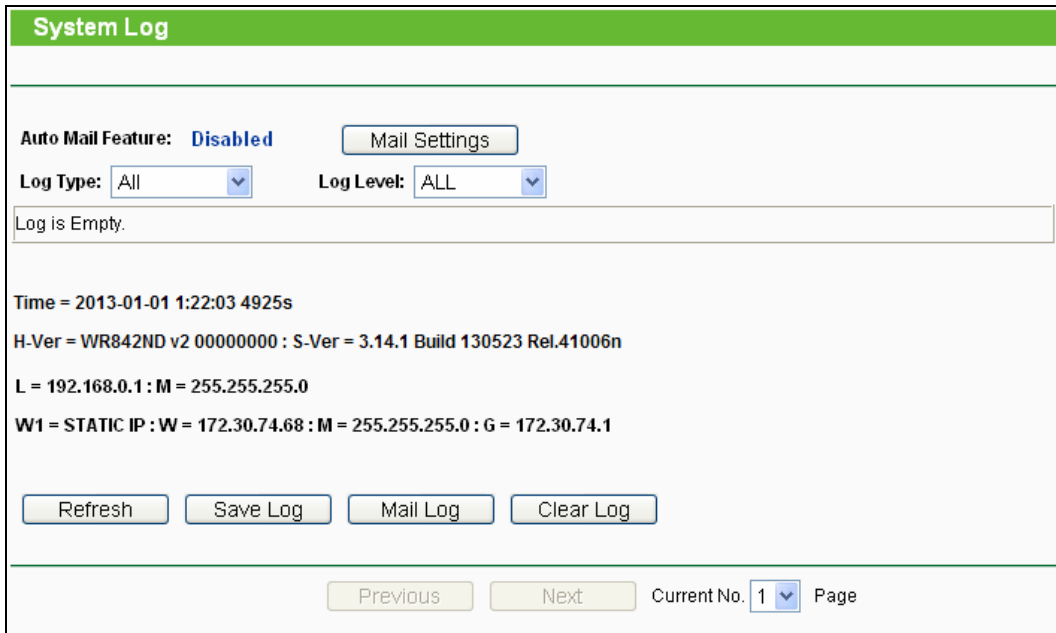 System Log
Auto Mail Feature: Disabled Mail Settings
Log Type: All Log Level: ALL
Log is Empty.
Time = 2013-01-01 1:22:03 4925s
H-Ver = WR842ND v2 00000000 : S-Ver = 3.14.1 Build 130523 Rel.41006n
L = 192.168.0.1 : M = 255.255.255.0
W1 = STATIC IP : W = 172.30.74.68 : M = 255.255.255.0 : G = 172.30.74.1
Refresh Save Log Mail Log Clear Log
Previous Next Current No. 1 Page